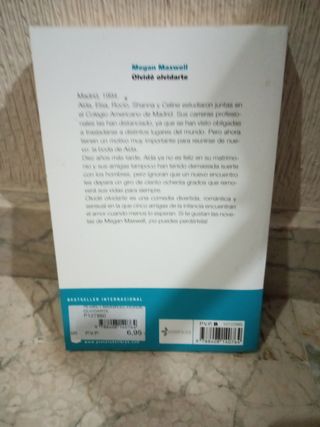 Megan Maxwell
Olvidé olvidarte
Madrid, 1994.
Aída, Elsa, Rocío, Shanna y Celine estudiaron juntas en
el Colegio Americano de Madrid. Sus carreras profesio-
nales las han distanciado, ya que se han visto obligadas
a trasladarse a distintos lugares del mundo. Pero ahora
tienen un motivo muy importante para reunirse de nue-
vo: la boda de Aída.
Diez años más tarde, Aída ya no es feliz en su matrimo-
nio y sus amigas tampoco han tenido demasiada suerte
con los hombres, pero ignoran que un nuevo encuentro
les depara un giro de ciento ochenta grados que remo-
verá sus vidas para siempre.
Olvidé olvidarte es una comedia divertida, romántica y
sensual en la que cinco amigas de la infancia encuentran
el amor cuando menos lo esperan. Si te gustan las nove-
las de Megan Maxwell, ¡no puedes perdértela!
BESTSELLER INTERNACIONAL
P.V.P.
6,95
P.V.P.
9788408140764